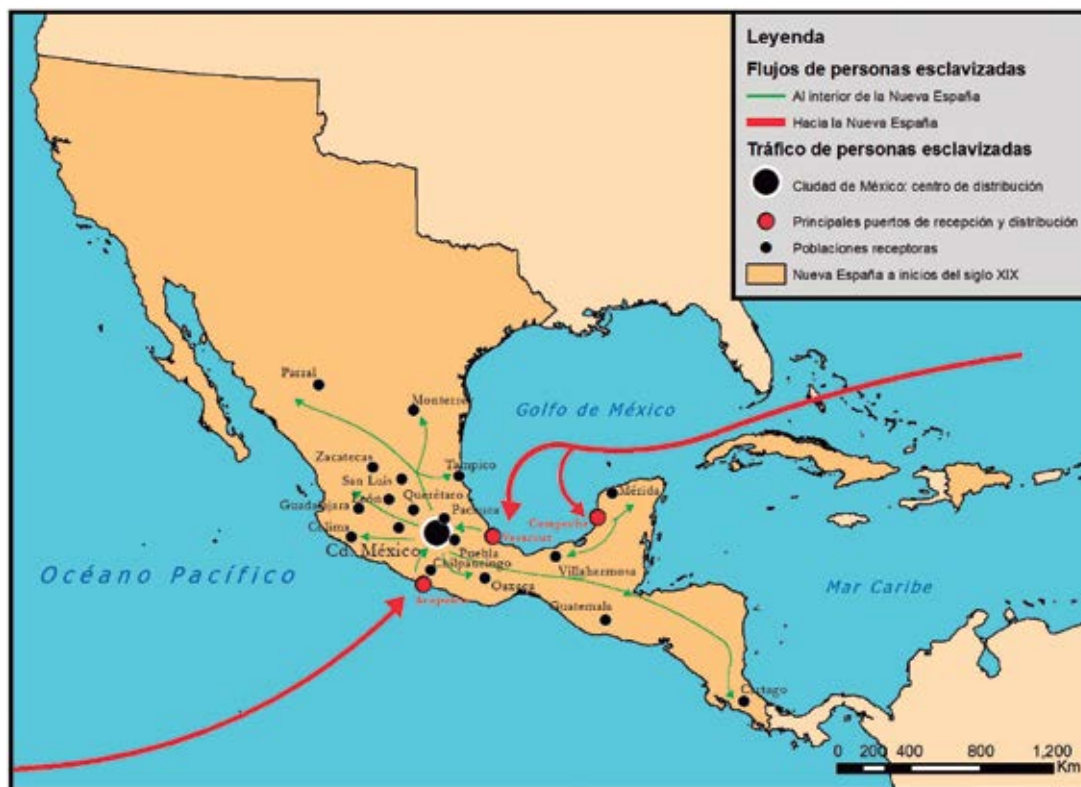 Leyenda
Flujos de personas esclavizadas
Al interior de la Nueva España
Hacia la Nueva España
Tráfico de personas esclavizadas
Ciudad de México: centro de distribución
Principales puertos de recepción y distribución
Poblaciones receptoras
Nueva España a inicios del siglo XIX
Parral
Monterrey
Golfo de México
Zacatecas
Tampico
San Luis
León
Querétaro
Mérida
Guadalajara
Pachuca
Campeche
Colima
Veracruz
Cd. México
Puebla
Villahermosa
Chilpancingo
Océano Pacífico
Oaxaca
Mar Caribe
Acapulco
Guatemala
Cartago
0 200 400 800 1,200
Km